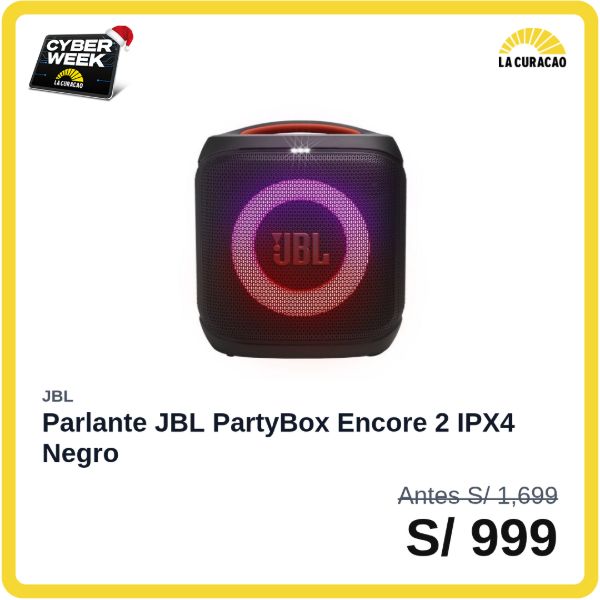 CYBER
WEEK
LA CURACAO
LA CURACAO
JBL
JBL
Parlante JBL PartyBox Encore 2 IPX4
Negro
Antes S/ 1,699
S/ 999